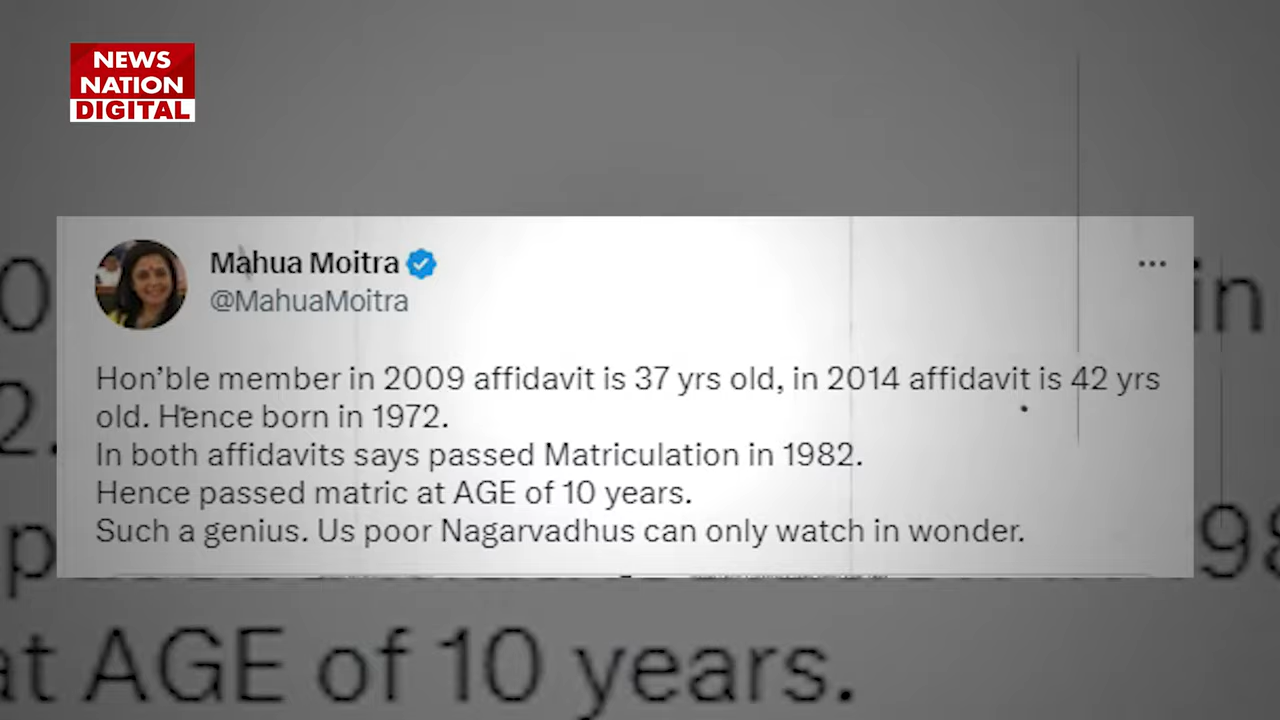 NEWS
NATION
DIGITAL
Mahua Moitra
@MahuaMoitra
Hon'ble member in 2009 affidavit is 37 yrs old, in 2014 affidavit is 42 yrs
old. Hence born in 1972.
In both affidavits says passed Matriculation in 1982.
Hence passed matric at AGE of 10 years.
Such a genius. Us poor Nagarvadhus can only watch in wonder.
in
2.
98
at AGE of 10 years.